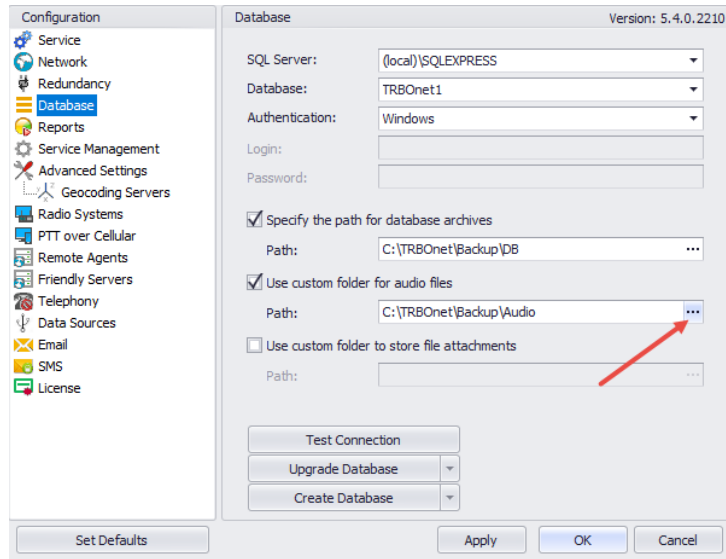 Configuration
Service
Network
Redundancy
Database
Reports
Service Management
Advanced Settings
Geocoding Servers
Radio Systems
PTT over Cellular
Remote Agents
Friendly Servers
Telephony
Data Sources
Email
SMS
License
Set Defaults
Database Version: 5.4.0.2210
SQL Server: (local)\SQLEXPRESS
Database: TRBOnet1
Authentication: Windows
Login:
Password:
Specify the path for database archives
Path: C:\TRBOnet\Backup\DB ...
Use custom folder for audio files
Path: C:\TRBOnet\Backup\Audio ...
Use custom folder to store file attachments
Path: ...
Test Connection
Upgrade Database
Create Database
Apply OK Cancel